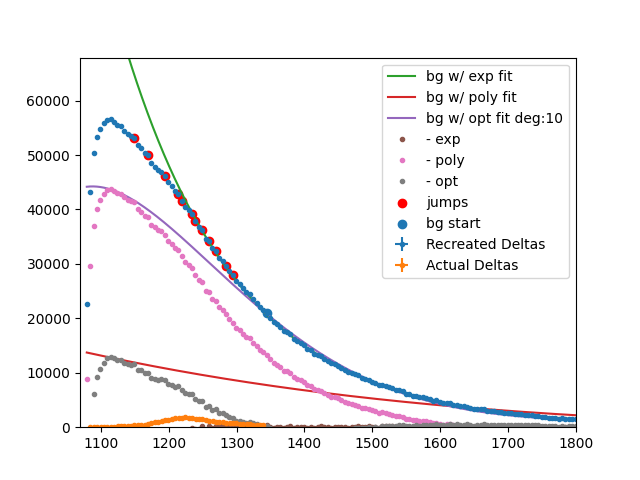 60000
50000
40000
30000
20000
10000
0
1100 1200 1300 1400 1500 1600 1700 1800
bg w/ exp fit
bg w/ poly fit
bg w/ opt fit deg:10
- exp
- poly
- opt
jumps
bg start
Recreated Deltas
Actual Deltas